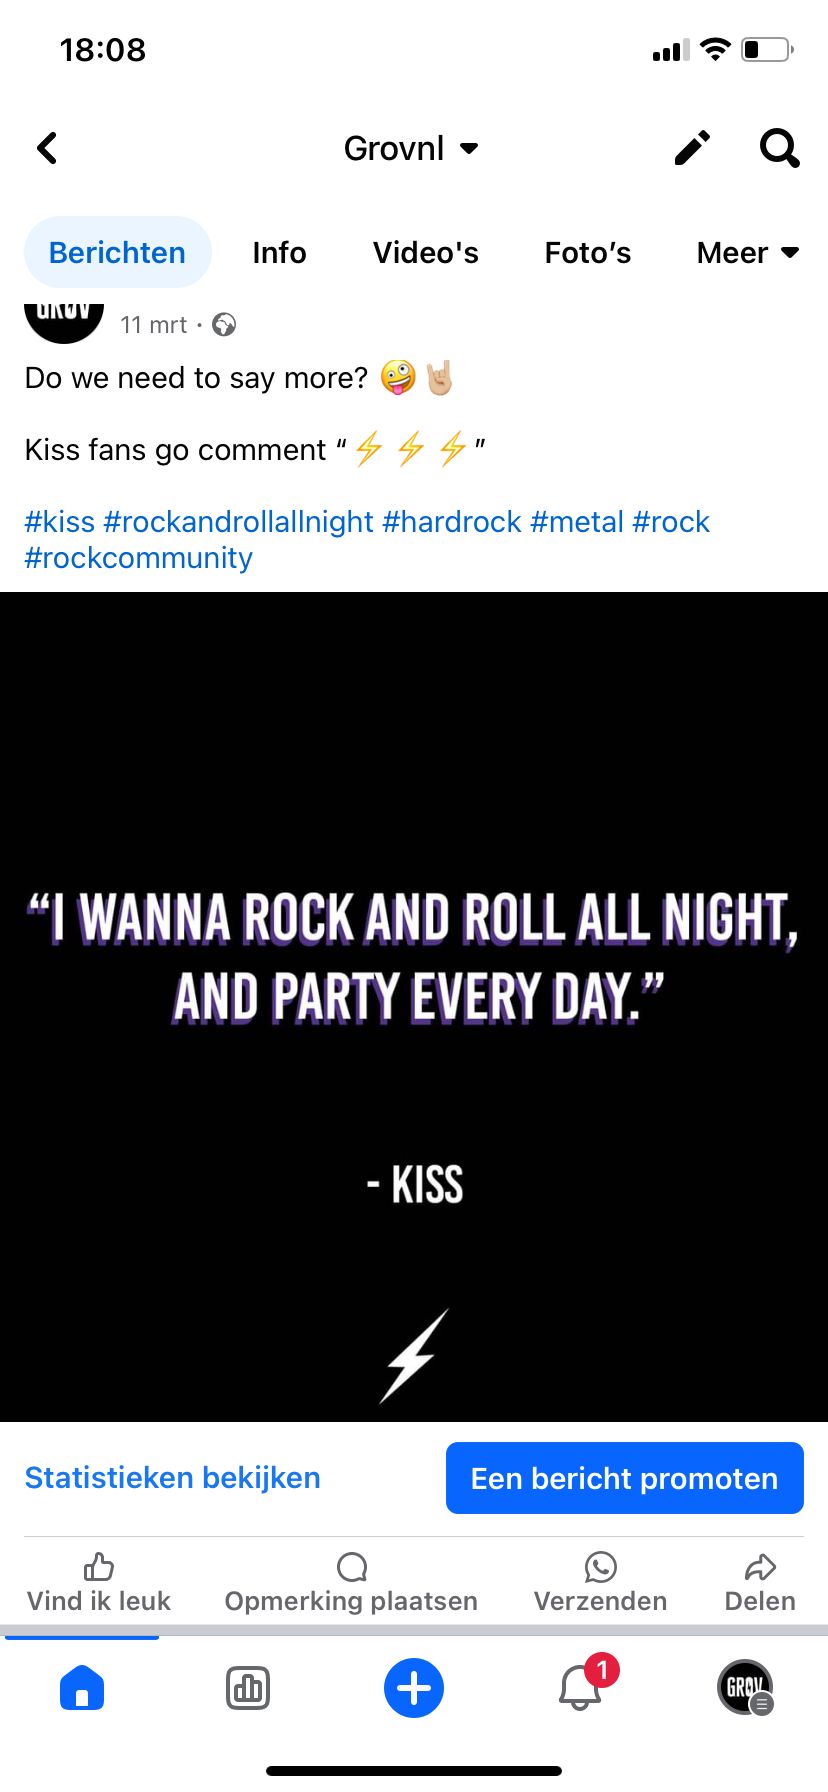 18:08
Grovnl
Berichten Info Video's Foto's Meer
GROV
11 mrt ·
Do we need to say more? 🤪🤘🏼
Kiss fans go comment “⚡⚡⚡”
#kiss #rockandrollallnight #hardrock #metal #rock
#rockcommunity
“I WANNA ROCK AND ROLL ALL NIGHT,
AND PARTY EVERY DAY.”
- KISS
Statistieken bekijken Een bericht promoten
Vind ik leuk Opmerking plaatsen Verzenden Delen
1
GROV